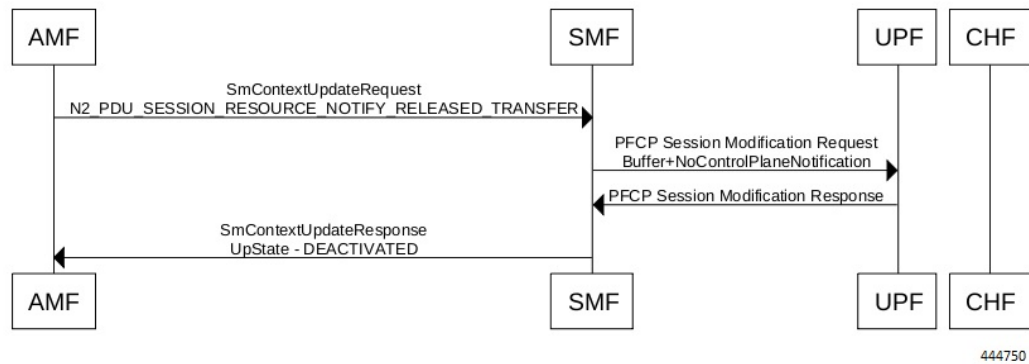 AMF
SMF
UPF
CHF
SmContextUpdateRequest
N2_PDU_SESSION_RESOURCE_NOTIFY_RELEASED_TRANSFER
PFCP Session Modification Request
Buffer+NoControlPlaneNotification
PFCP Session Modification Response
SmContextUpdateResponse
UpState - DEACTIVATED
AMF
SMF
UPF
CHF
444750